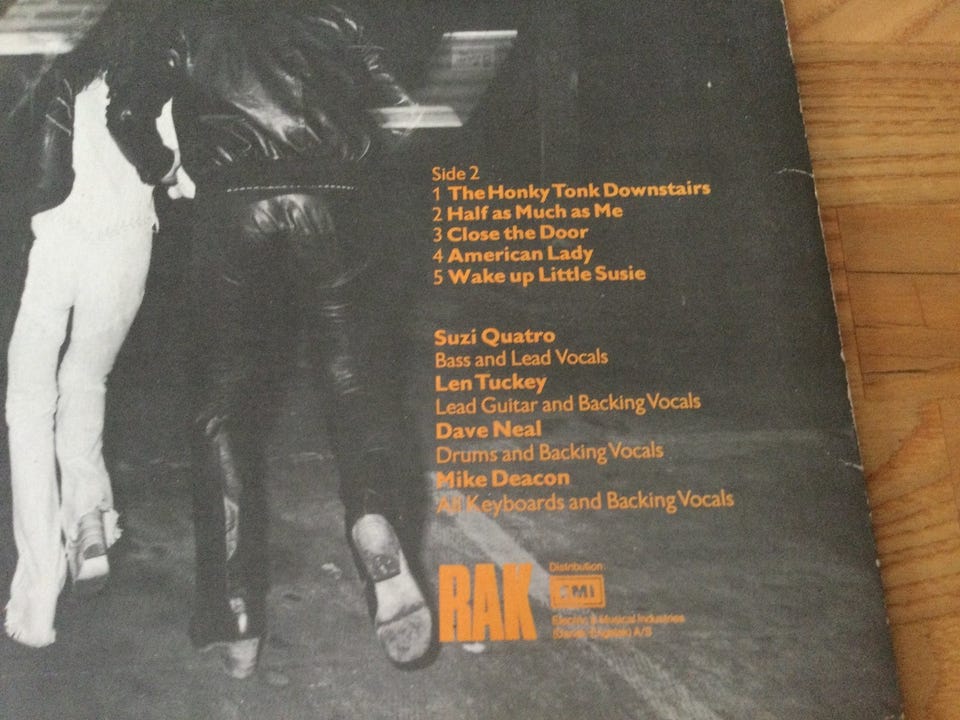 Side 2
1 The Honky Tonk Downstairs
2 Half as Much as Me
3 Close the Door
4 American Lady
5 Wake up Little Susie
Suzi Quatro
Bass and Lead Vocals
Len Tuckey
Lead Guitar and Backing Vocals
Dave Neal
Drums and Backing Vocals
Mike Deacon
All Keyboards and Backing Vocals
RAK
Distribution:
EMI
Electric & Musical Industries
(Dansk-Engelsk) A/S